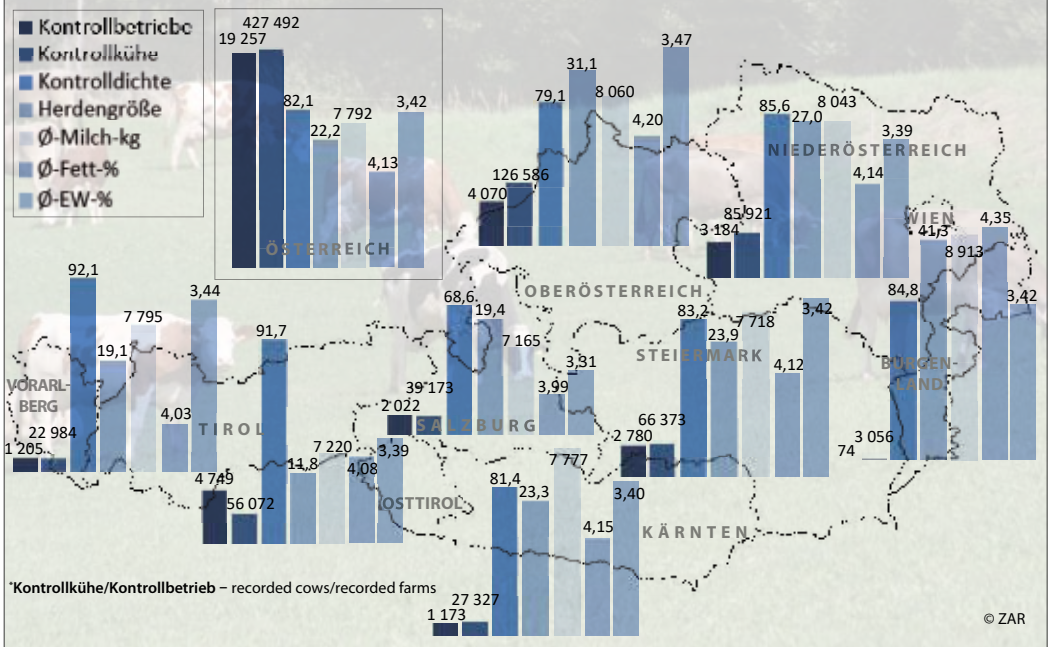 Kontrollbetriebe
Kontrollkühe
Kontrolldichte
Herdengröße
Ø-Milch-kg
Ø-Fett-%
Ø-EW-%
19 257
427 492
82,1
22,2
7 792
4,13
3,42
ÖSTERREICH
4 070
126 586
79,1
31,1
8 060
4,20
3,47
OBERÖSTERREICH
3 184
85 921
85,6
27,0
8 043
4,14
3,39
NIEDERÖSTERREICH
WIEN
74
3 056
84,8
41,3
8 913
4,35
3,42
BURGEN-
LAND
1 205
22 984
92,1
19,1
7 795
4,03
3,44
VORARL-
BERG
TIROL
4 749
56 072
91,7
11,8
7 220
4,08
3,39
OSTTIROL
2 022
39 173
68,6
19,4
7 165
3,99
3,31
SALZBURG
2 780
66 373
83,2
23,9
7 718
4,12
3,42
STEIERMARK
1 173
27 327
81,4
23,3
7 777
4,15
3,40
KÄRNTEN
*Kontrollkühe/Kontrollbetrieb – recorded cows/recorded farms
© ZAR